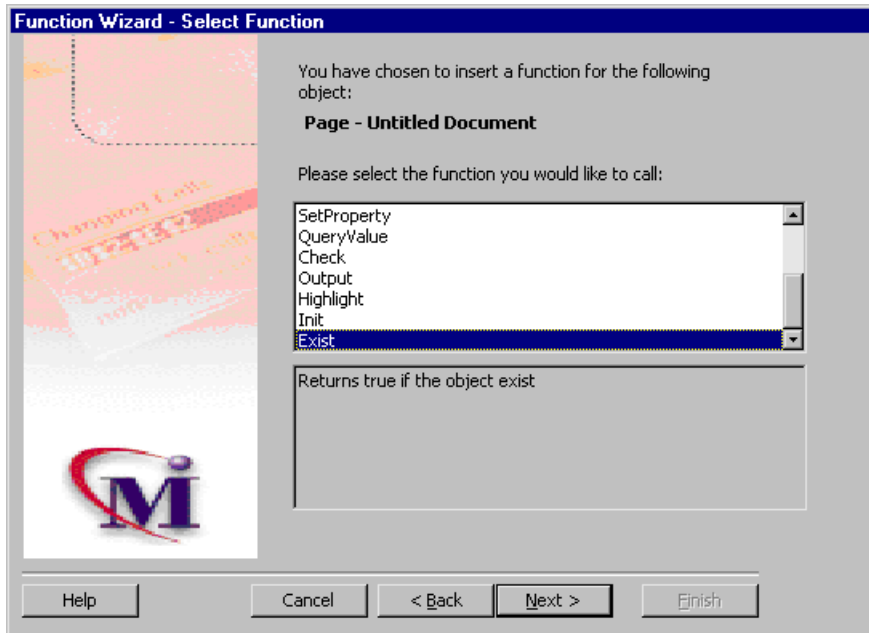 Function Wizard - Select Function
You have chosen to insert a function for the following
object:
Page - Untitled Document
Please select the function you would like to call:
SetProperty
QueryValue
Check
Output
Highlight
Init
Exist
Returns true if the object exist
Changing Calls
M
Help
Cancel
< Back
Next >
Finish